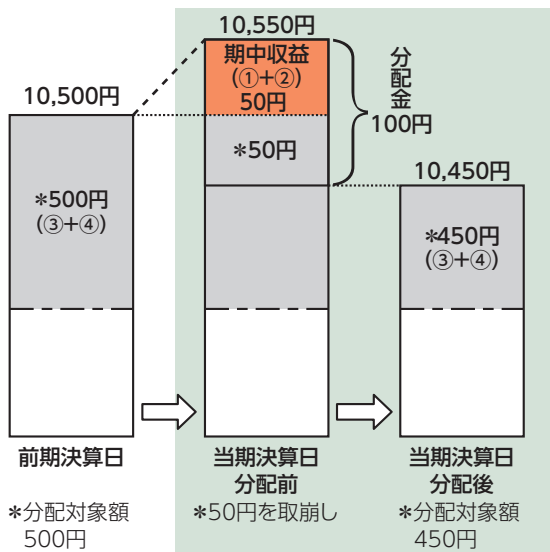 10,550円
期中収益
(①+②)
50円
分配金
100円
10,500円
*50円
10,450円
*500円
(③+④)
*450円
(③+④)
前期決算日
当期決算日
分配前
当期決算日
分配後
*分配対象額
500円
*50円を取崩し
*分配対象額
450円